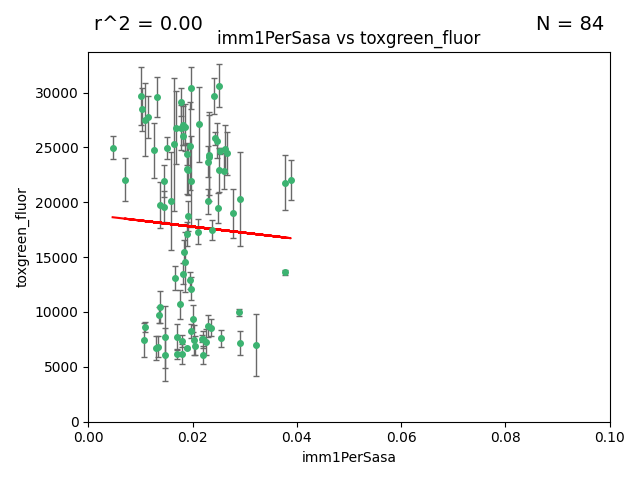 r^2 = 0.00
N = 84
imm1PerSasa vs toxgreen_fluor
toxgreen_fluor
30000
25000
20000
15000
10000
5000
0
0.00 0.02 0.04 0.06 0.08 0.10
imm1PerSasa